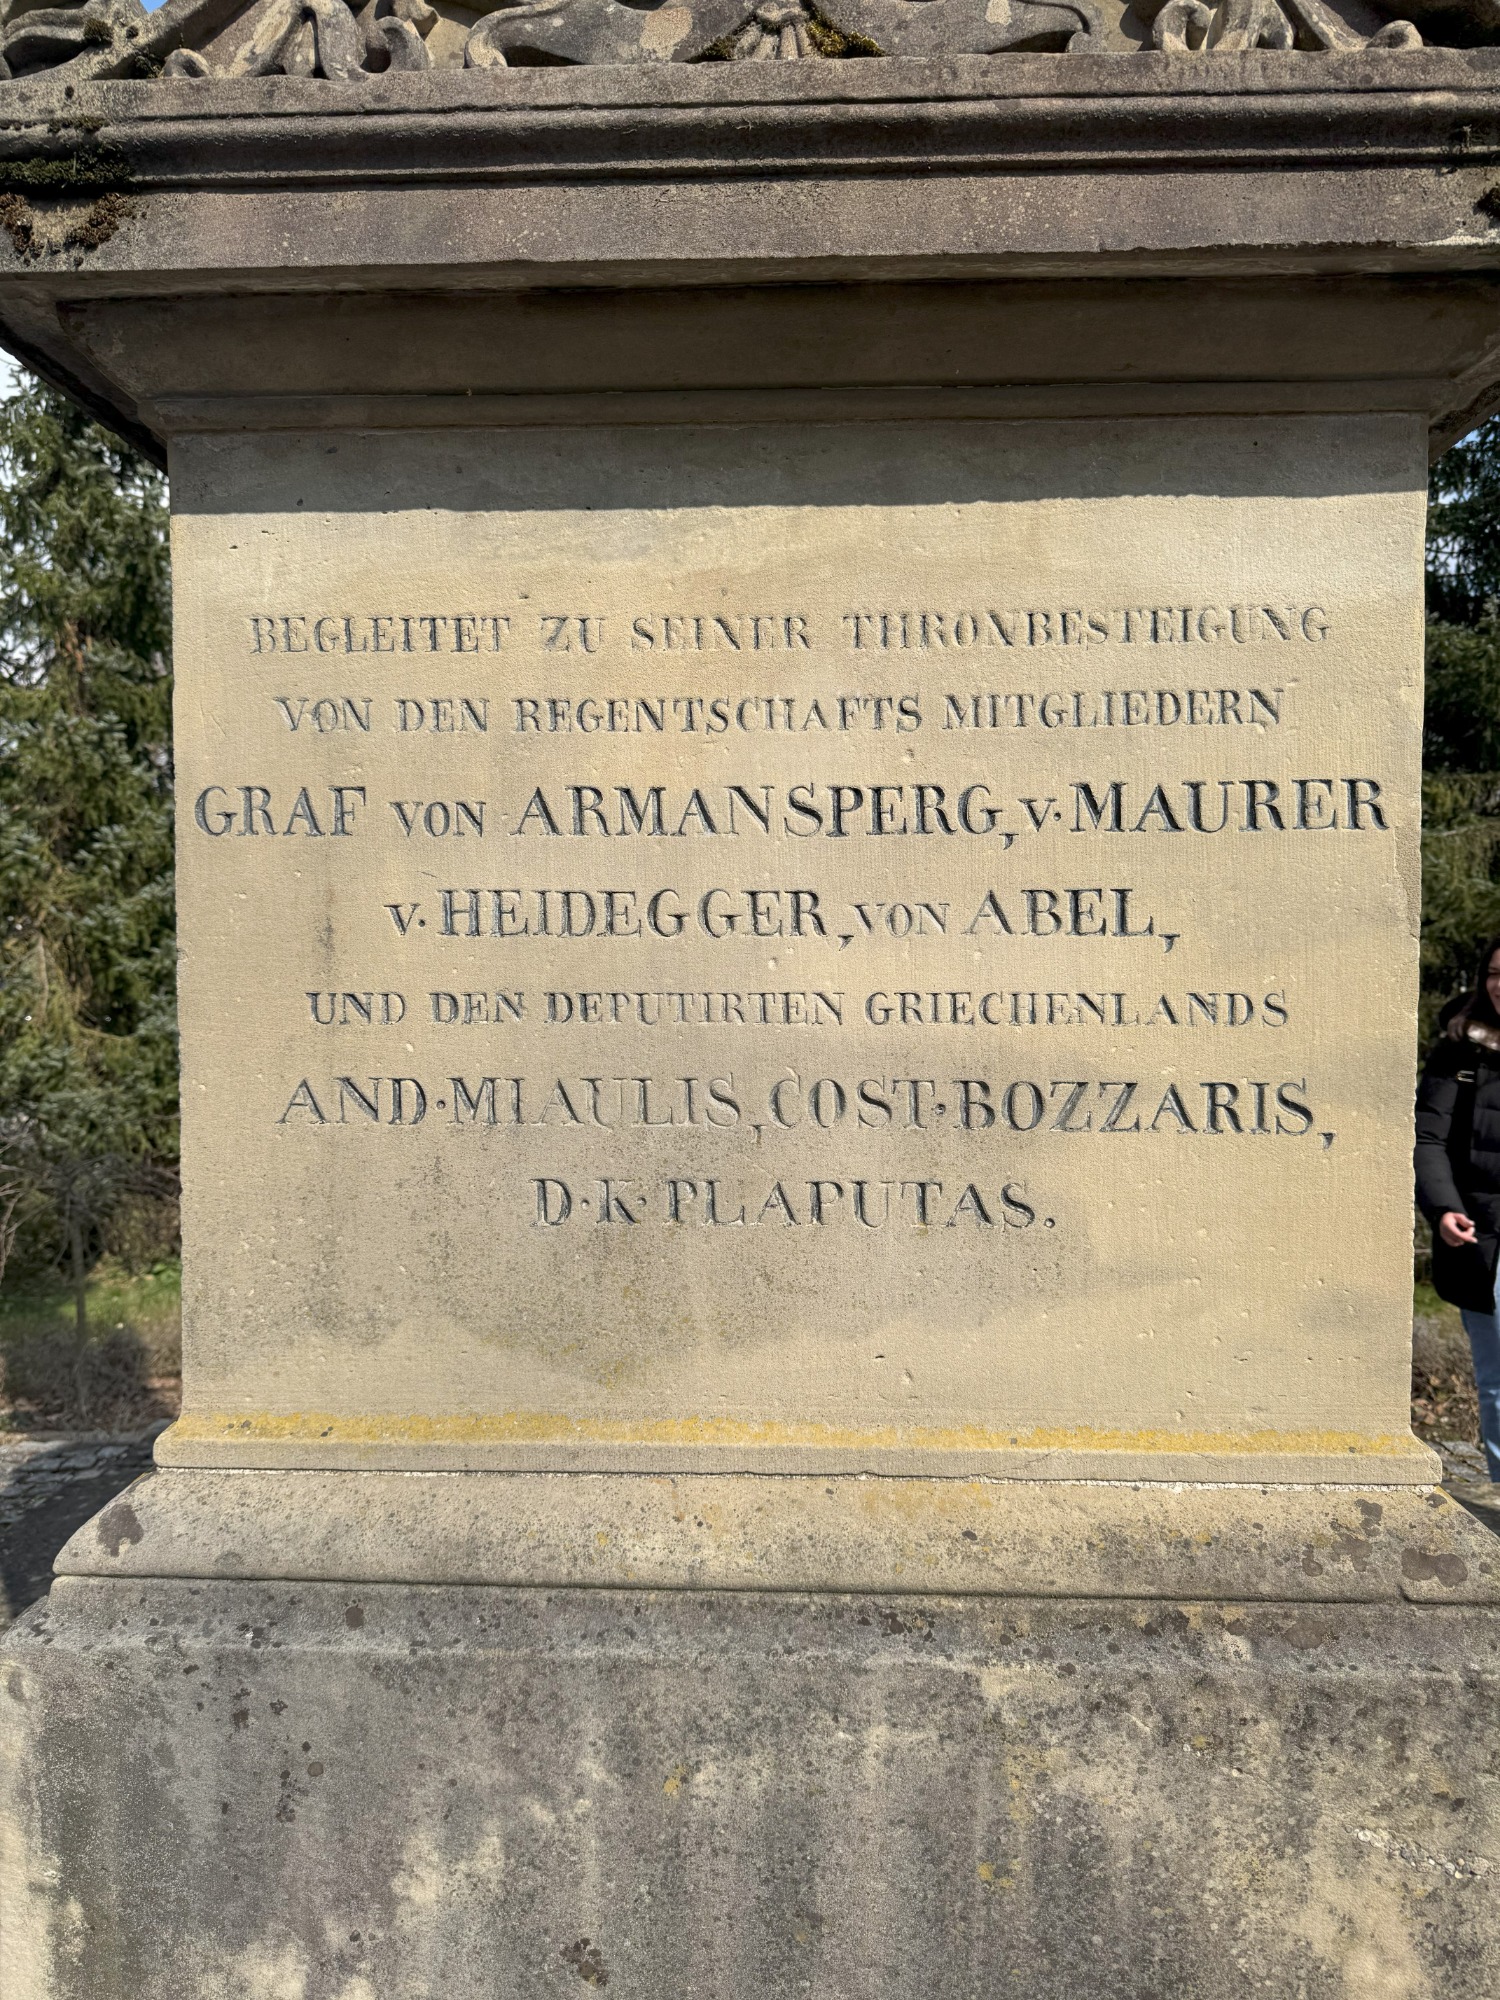 BEGLEITET ZU SEINER THRONBESTEIGUNG
VON DEN REGENTSCHAFTS MITGLIEDERN
GRAF VON ARMANSPERG, V. MAURER
V. HEIDEGGER, VON ABEL,
UND DEN DEPUTIRTEN GRIECHENLANDS
AND. MIAULIS, COST. BOZZARIS,
D. K. PLAPUTAS.